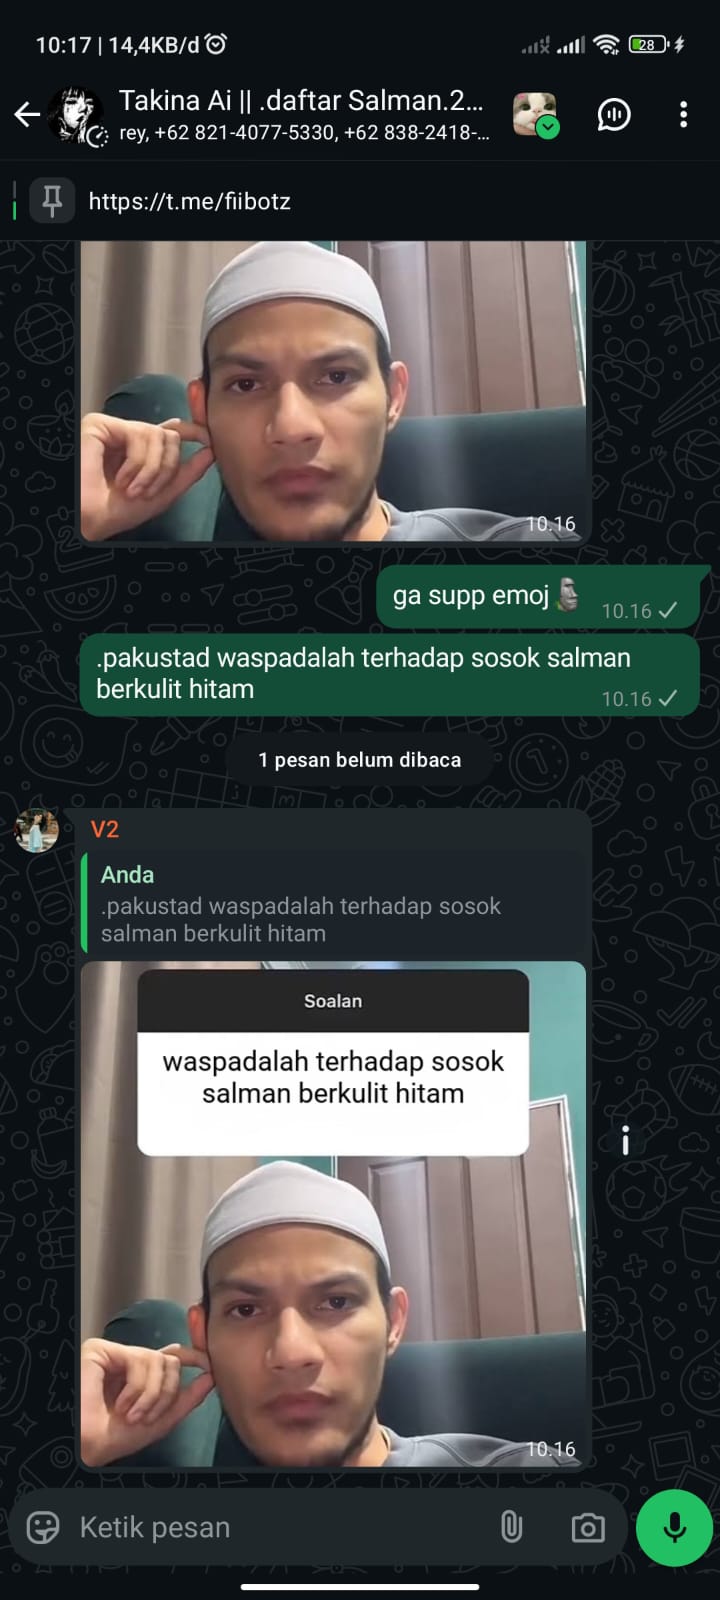 10:17 | 14,4KB/d
28
Takina Ai || .daftar Salman.2...
rey, +62 821-4077-5330, +62 838-2418-...
https://t.me/fiibotz
10.16
ga supp emoj🗿
10.16
.pakustad waspadalah terhadap sosok salman
berkulit hitam
10.16
1 pesan belum dibaca
V2
Anda
.pakustad waspadalah terhadap sosok
salman berkulit hitam
Soalan
waspadalah terhadap sosok
salman berkulit hitam
10.16
Ketik pesan